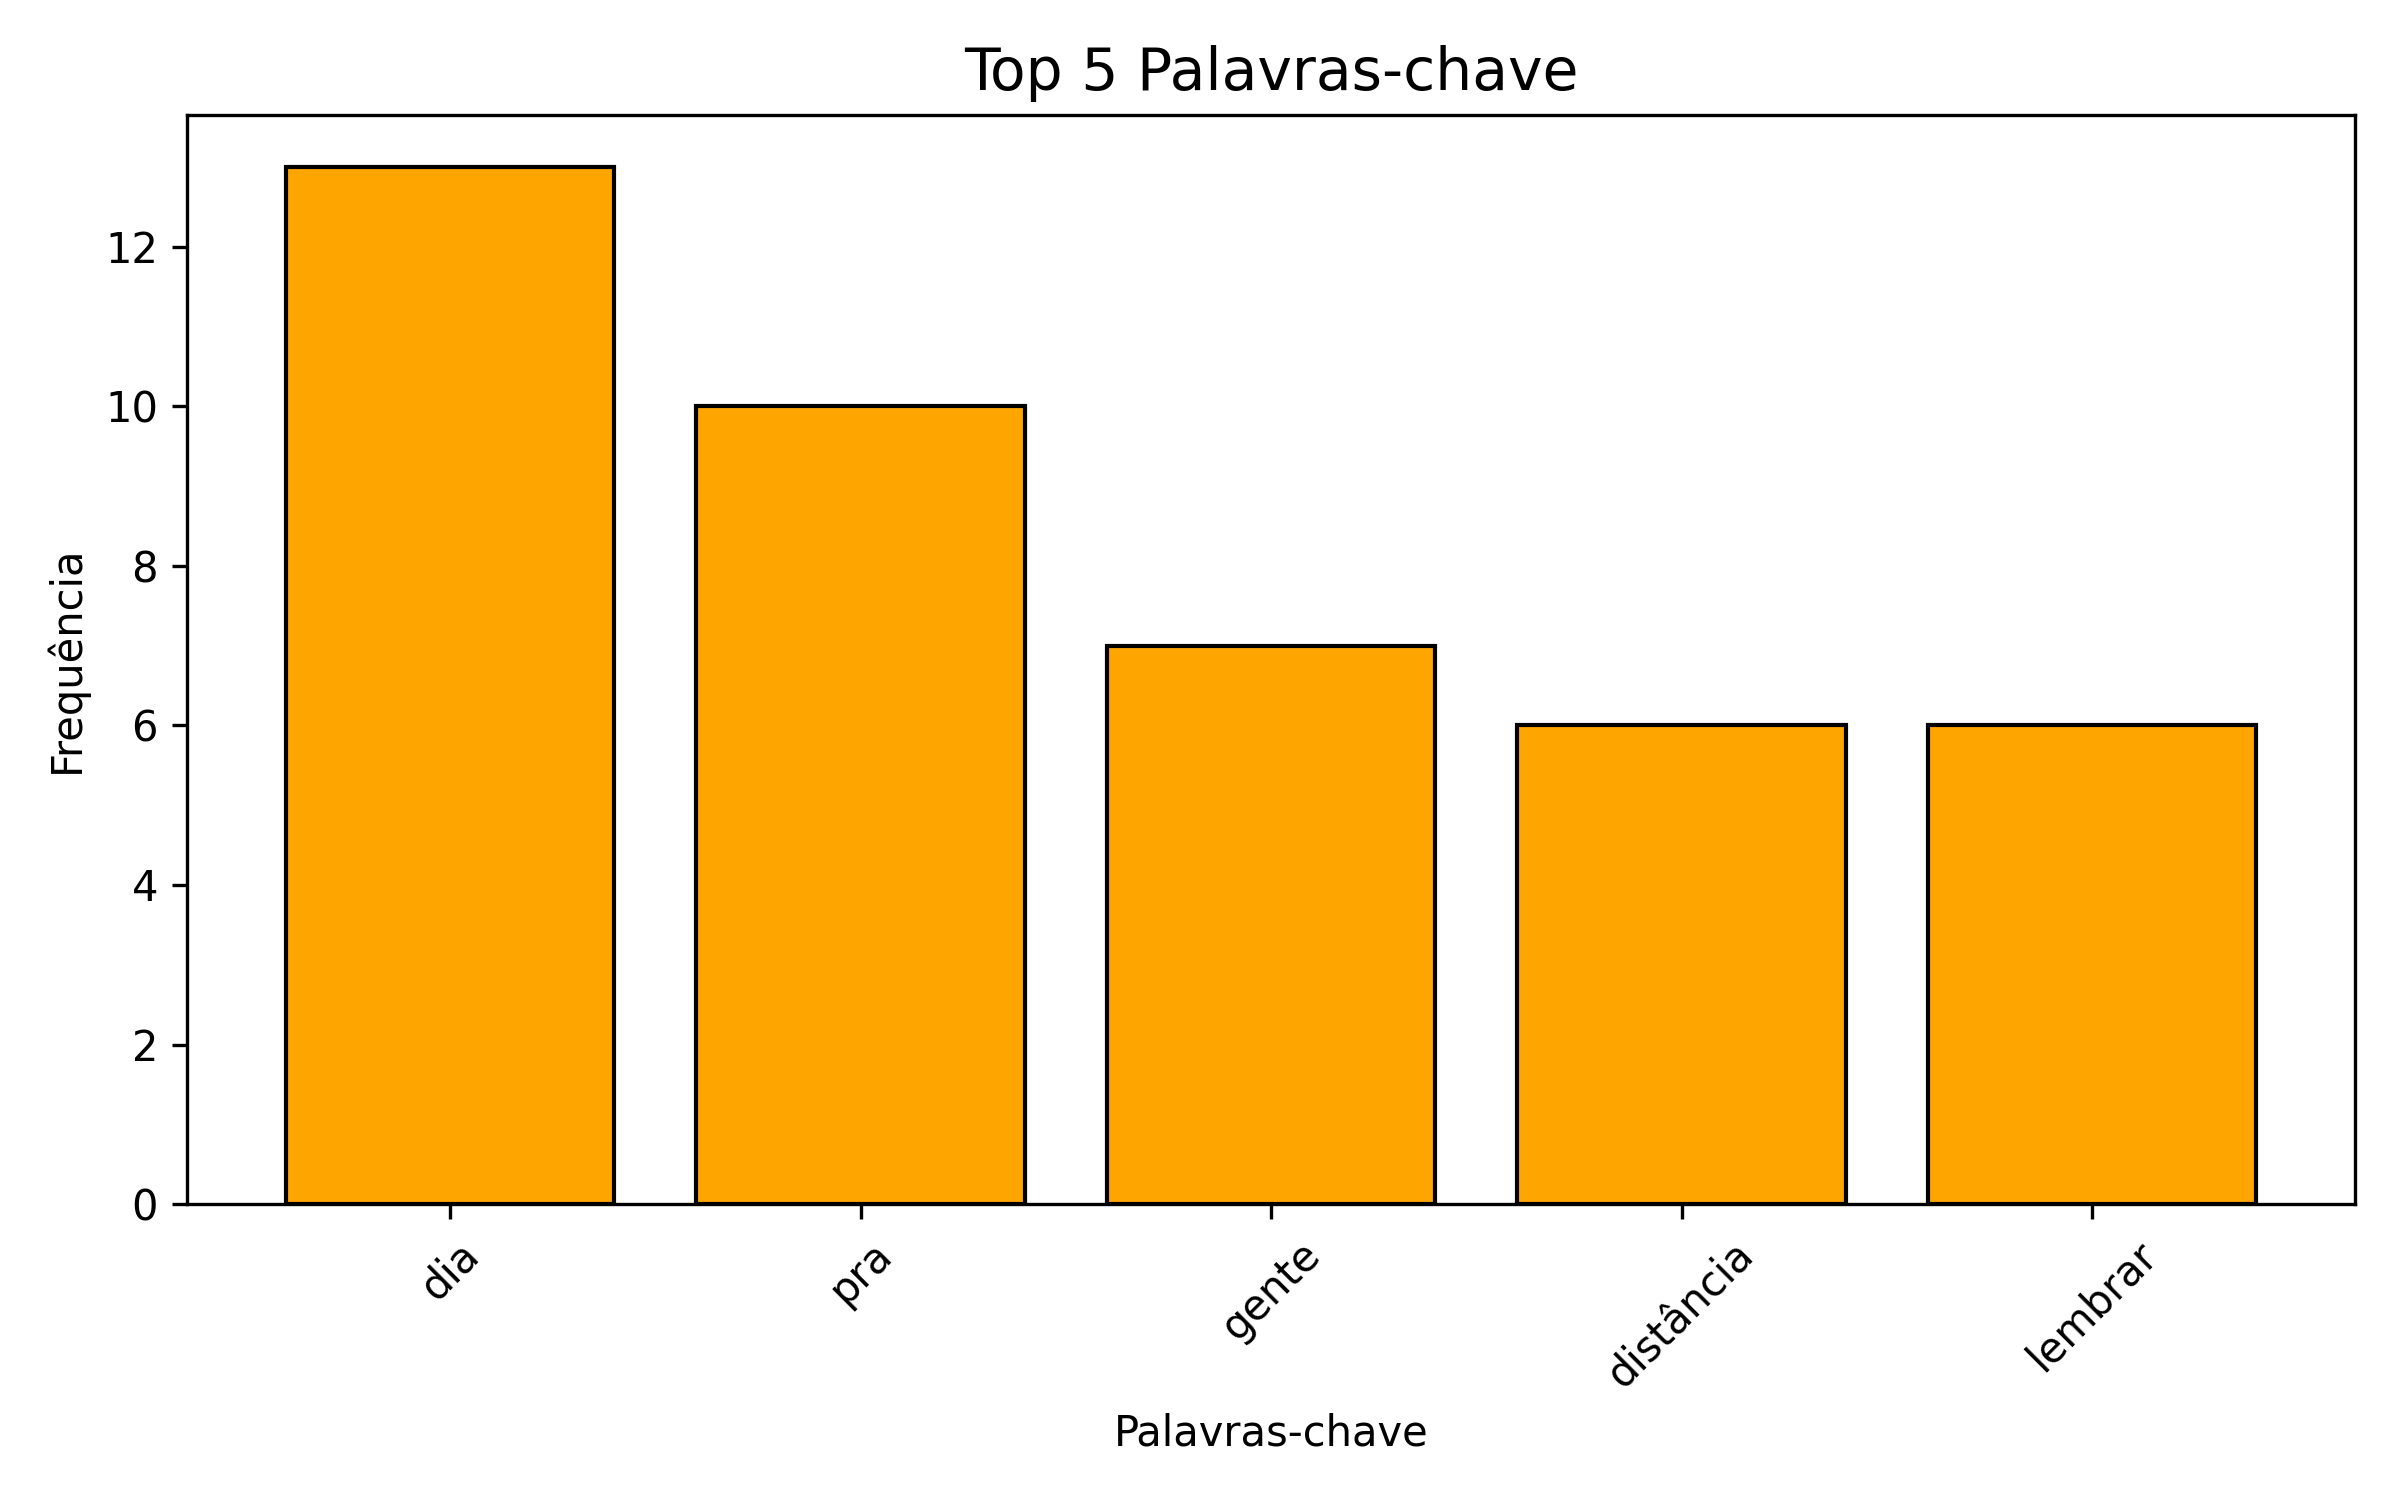 Top 5 Palavras-chave
Frequência
12
10
8
6
4
2
0
dia
pra
gente
distância
lembrar
Palavras-chave